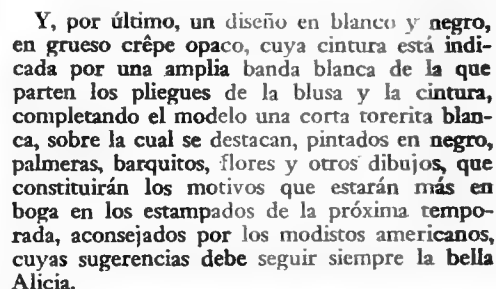 Y, por último, un diseño en blanco y negro,
en grueso crêpe opaco, cuya cintura está indi-
cada por una amplia banda blanca de la que
parten los pliegues de la blusa y la cintura,
completando el modelo una corta torerita blan-
ca, sobre la cual se destacan, pintados en negro,
palmeras, barquitos, flores y otros dibujos, que
constituirán los motivos que estarán más en
boga en los estampados de la próxima tempo-
rada, aconsejados por los modistos americanos,
cuyas sugerencias debe seguir siempre la bella
Alicia.